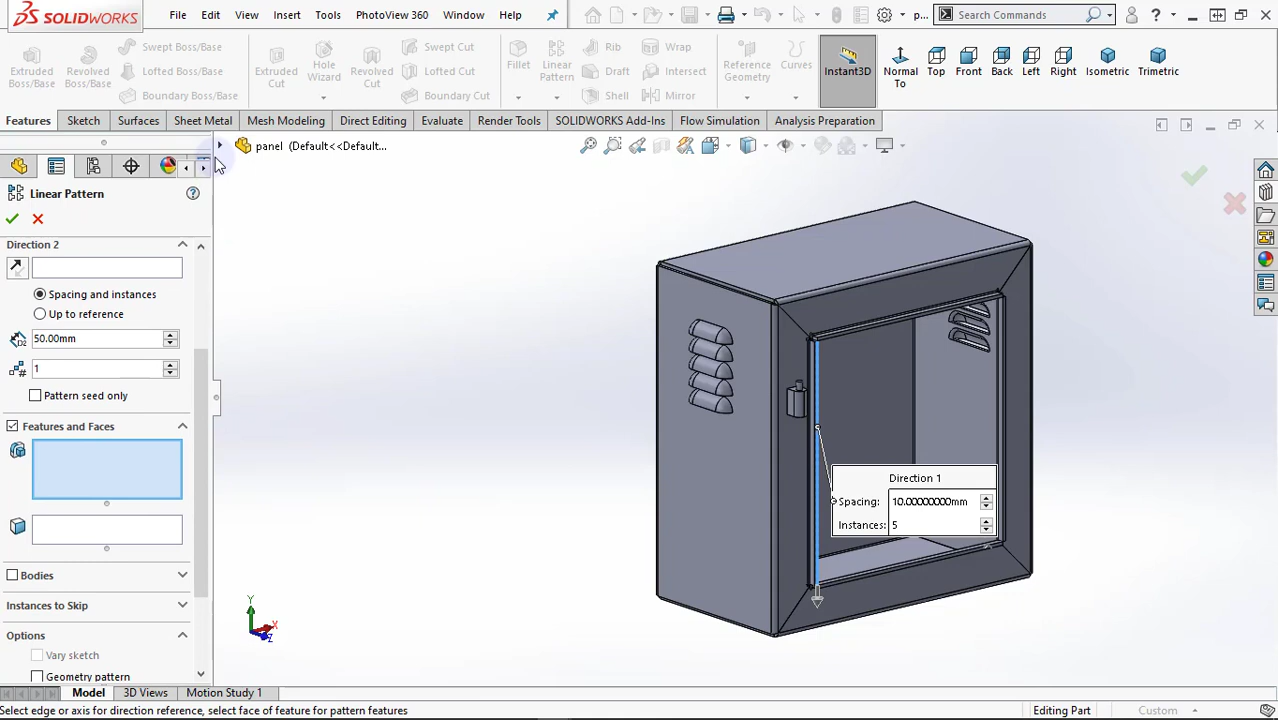 SOLIDWORKS File Edit View Insert Tools PhotoView 360 Window Help p... Search Commands ?
Extruded Boss/Base Revolved Boss/Base Swept Boss/Base Lofted Boss/Base Boundary Boss/Base Extruded Cut Hole Wizard Revolved Cut Swept Cut Lofted Cut Boundary Cut Fillet Linear Pattern Rib Draft Shell Wrap Intersect Mirror Reference Geometry Curves Instant3D Normal To Top Front Back Left Right Isometric Trimetric
Features Sketch Surfaces Sheet Metal Mesh Modeling Direct Editing Evaluate Render Tools SOLIDWORKS Add-Ins Flow Simulation Analysis Preparation
panel (Default<<Default...
Linear Pattern
Direction 2
Spacing and instances
Up to reference
50.00mm
1
Pattern seed only
Features and Faces
Bodies
Instances to Skip
Options
Vary sketch
Geometry pattern
Direction 1
Spacing: 10.00000000mm
Instances: 5
Y
X
Z
Model 3D Views Motion Study 1
Select edge or axis for direction reference, select face of feature for pattern features Editing Part Custom